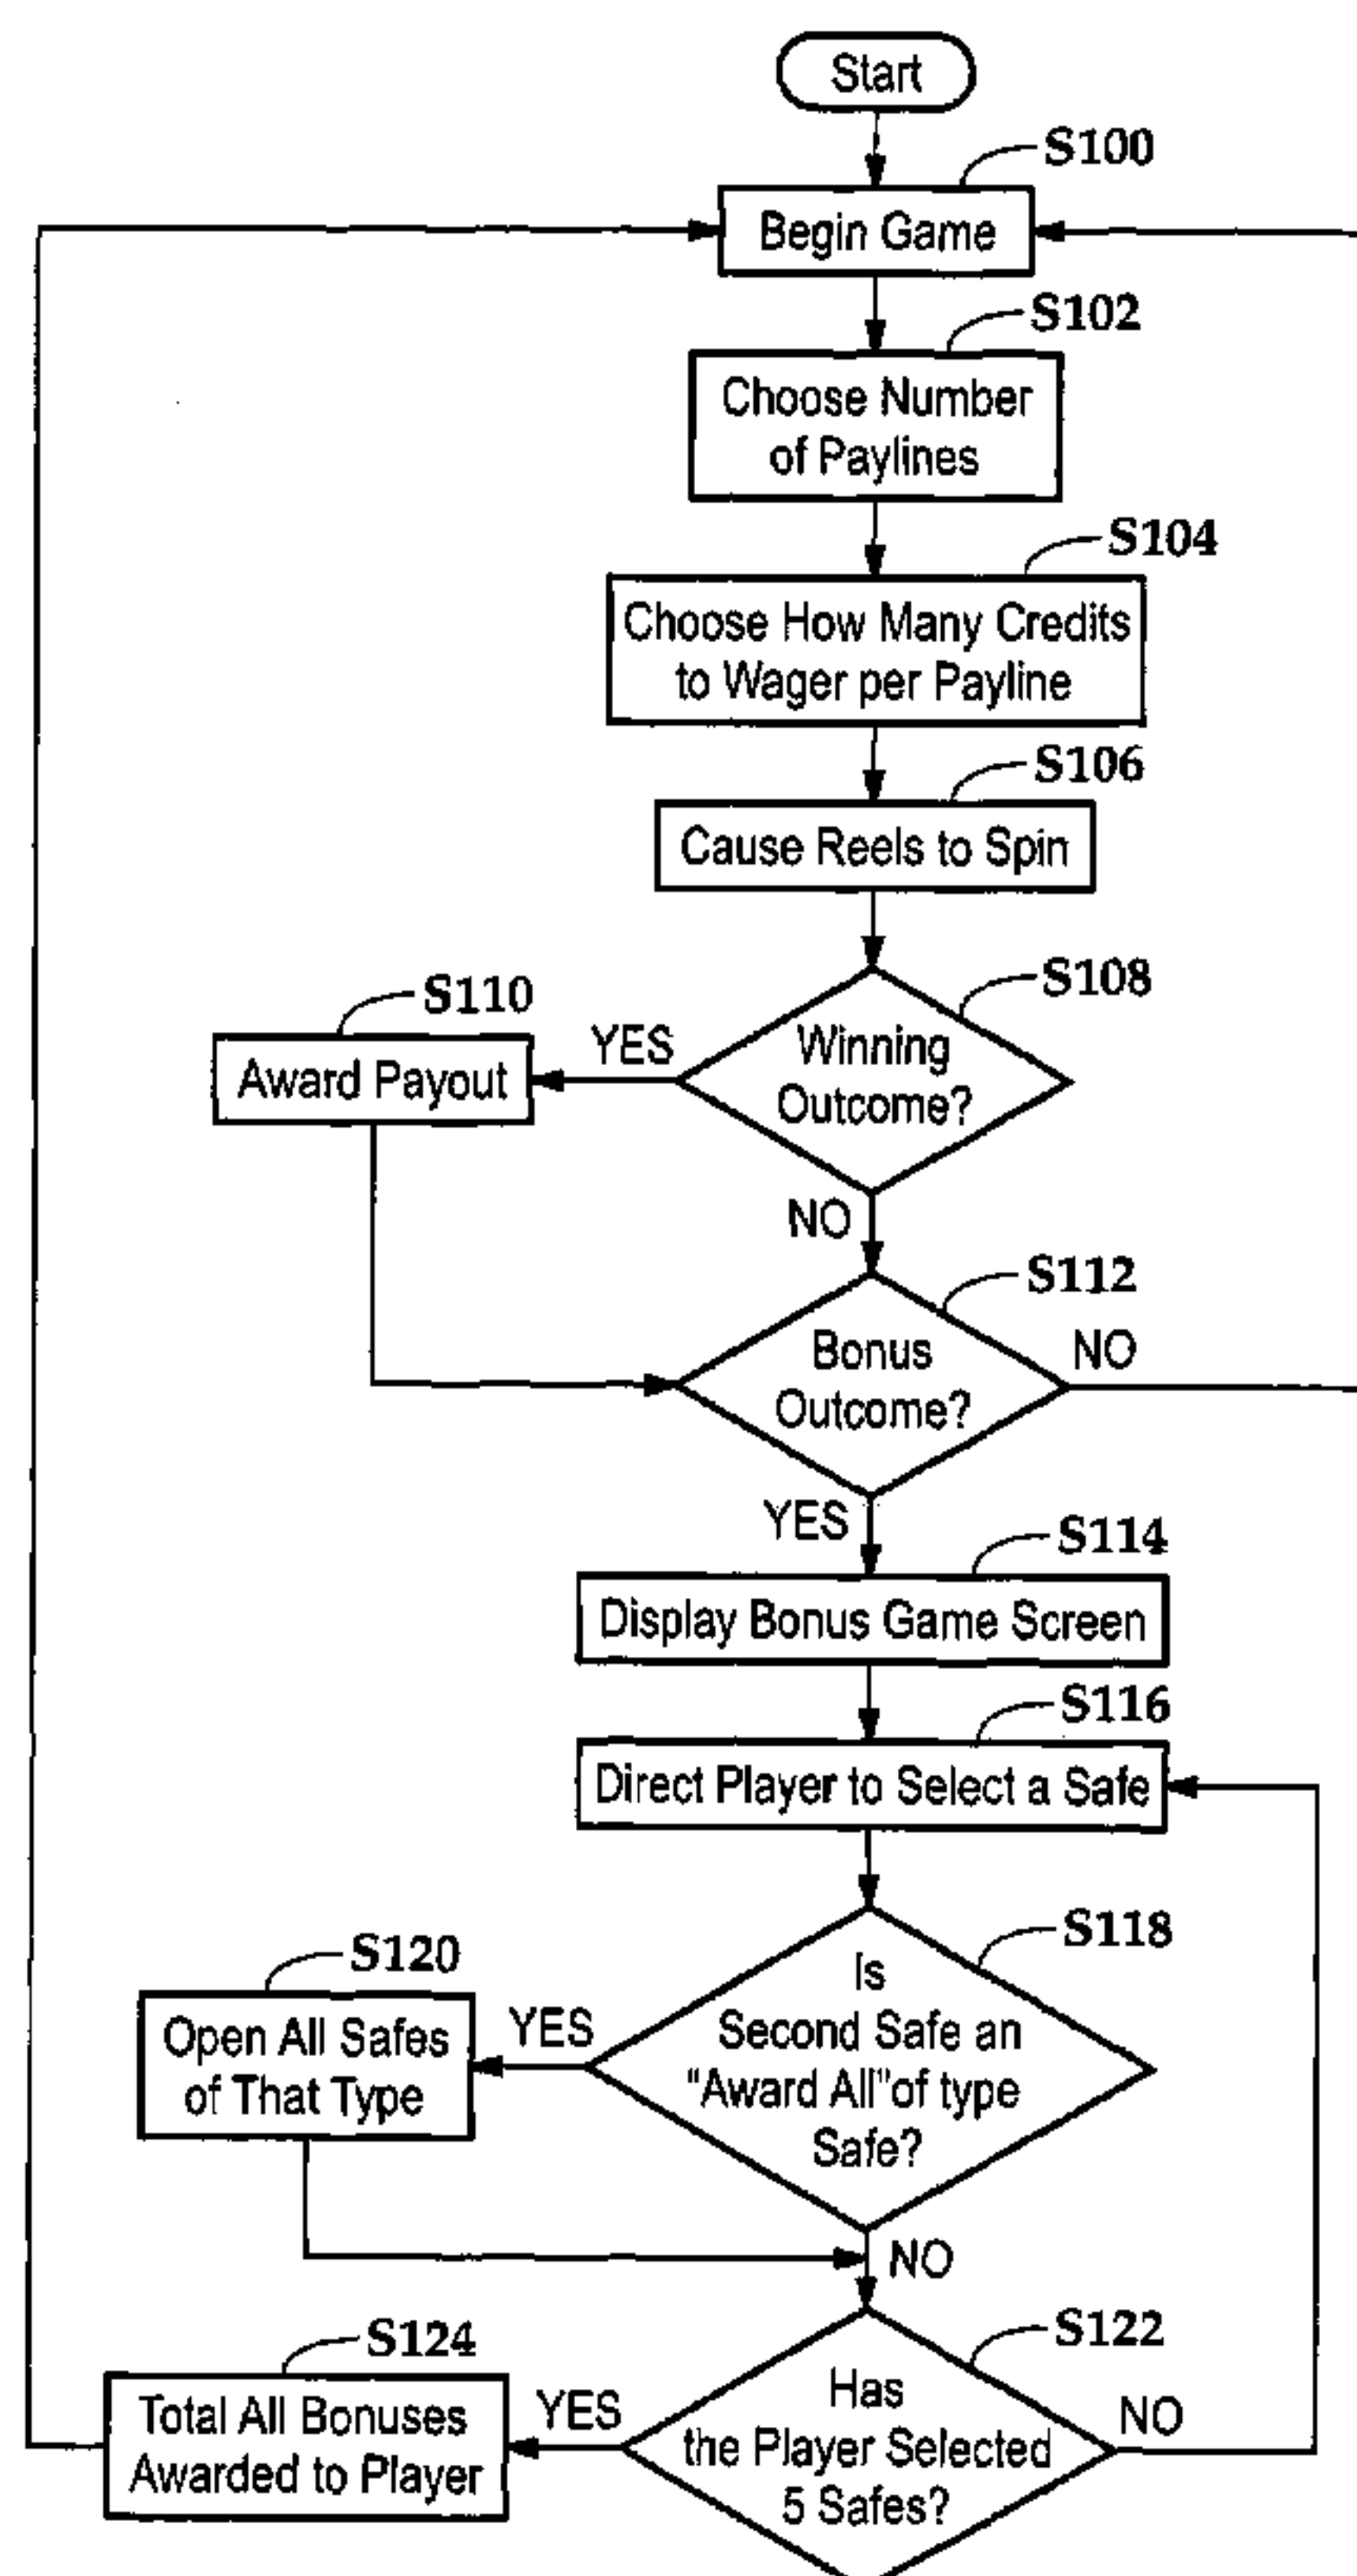 Start
S100
Begin Game
S102
Choose Number
of Paylines
S104
Choose How Many Credits
to Wager per Payline
S106
Cause Reels to Spin
S108
Winning
Outcome?
YES
S110
Award Payout
NO
S112
Bonus
Outcome?
NO
YES
S114
Display Bonus Game Screen
S116
Direct Player to Select a Safe
S118
Is
Second Safe an
"Award All"of type
Safe?
YES
S120
Open All Safes
of That Type
NO
S122
Has
the Player Selected
5 Safes?
NO
YES
S124
Total All Bonuses
Awarded to Player